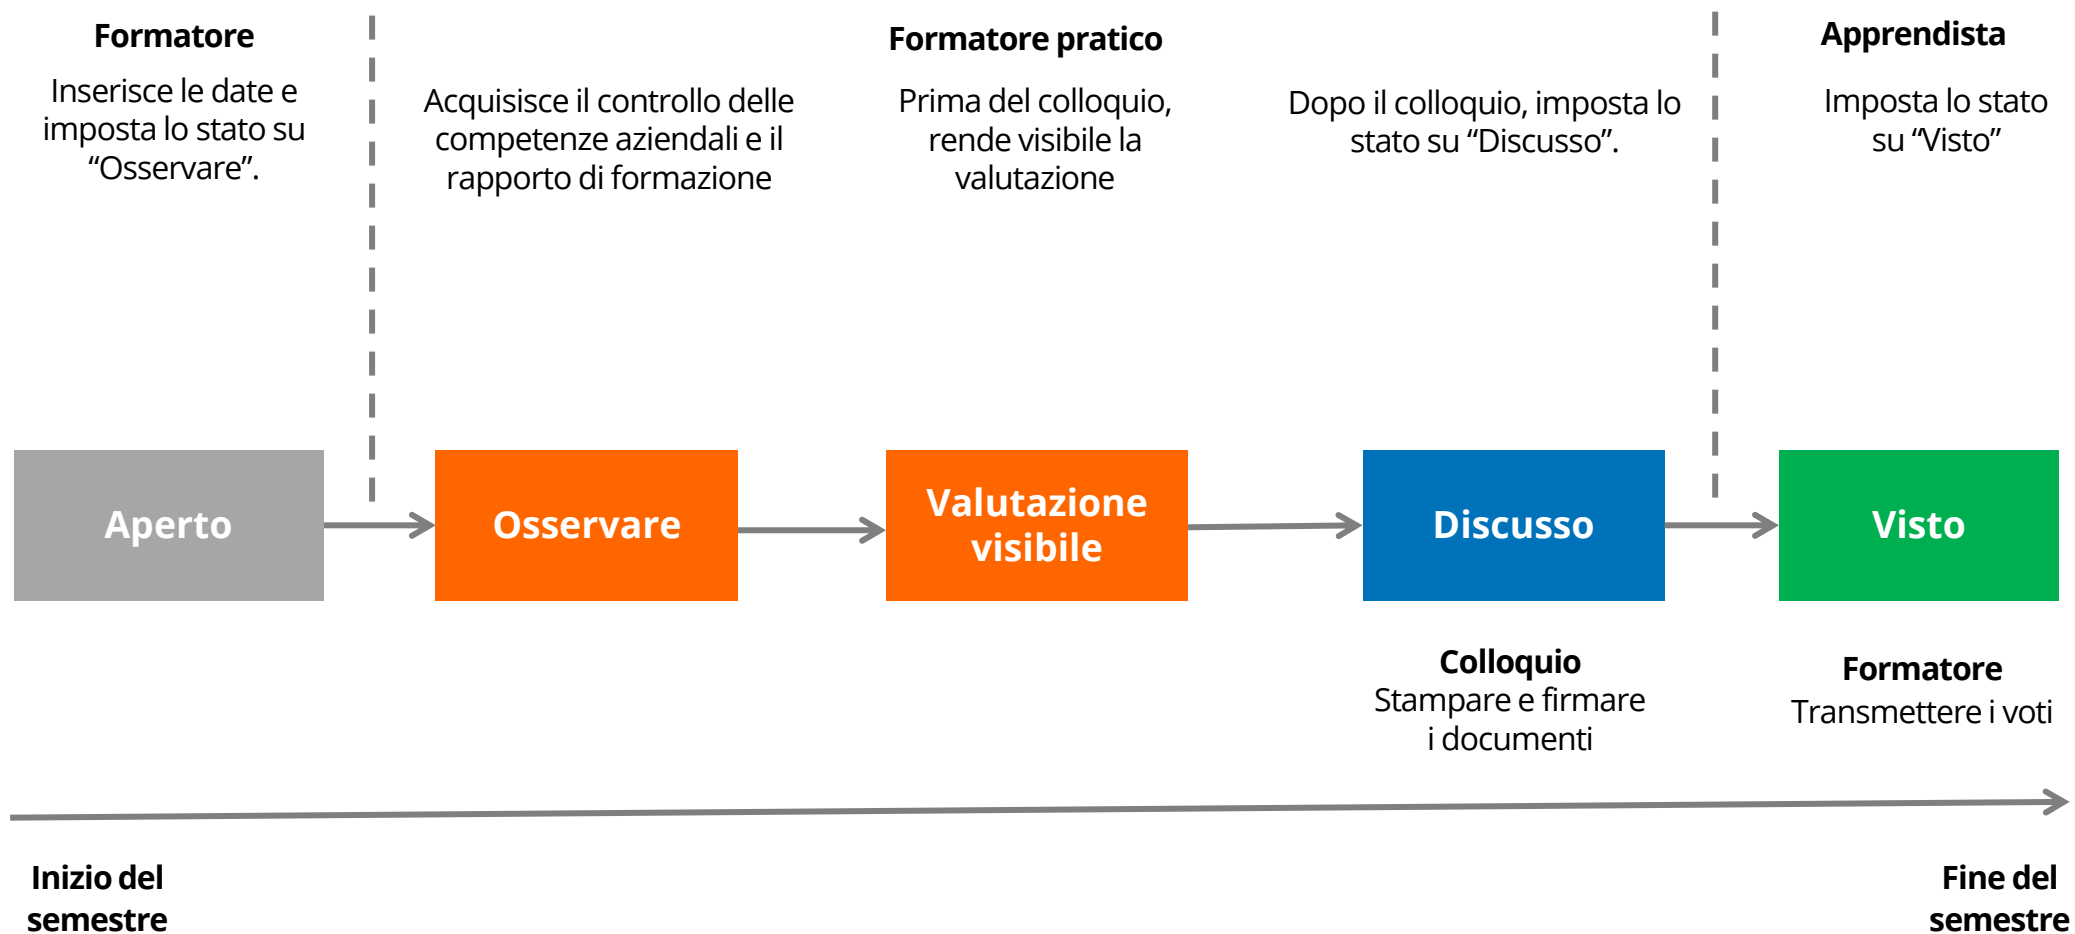 Formatore
Inserisce le date e
imposta lo stato su
“Osservare”.
Formatore pratico
Acquisisce il controllo delle
competenze aziendali e il
rapporto di formazione
Prima del colloquio,
rende visibile la
valutazione
Dopo il colloquio, imposta lo
stato su “Discusso”.
Apprendista
Imposta lo stato
su “Visto”
Aperto
Osservare
Valutazione
visibile
Discusso
Visto
Colloquio
Stampare e firmare
i documenti
Formatore
Transmettere i voti
Inizio del
semestre
Fine del
semestre